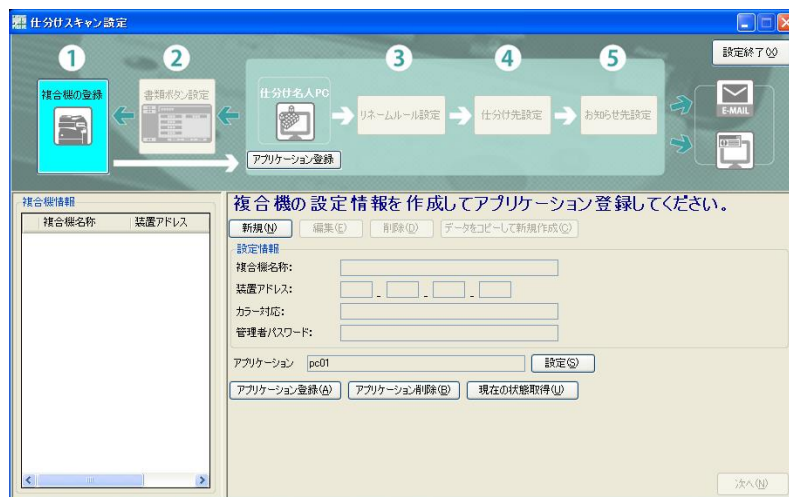 仕分けスキャン設定
1
2
3
4
5
設定終了(X)
複合機の登録
書類ボタン設定
仕分け名人PC
リネームルール設定
仕分け先設定
お知らせ先設定
E-MAIL
アプリケーション登録
複合機情報
複合機名称 装置アドレス
複合機の設定情報を作成してアプリケーション登録してください。
新規(N) 編集(E) 削除(D) データをコピーして新規作成(C)
設定情報
複合機名称:
装置アドレス: . . .
カラー対応:
管理者パスワード:
アプリケーション pc01 設定(S)
アプリケーション登録(A) アプリケーション削除(B) 現在の状態取得(U)
次へ(N)